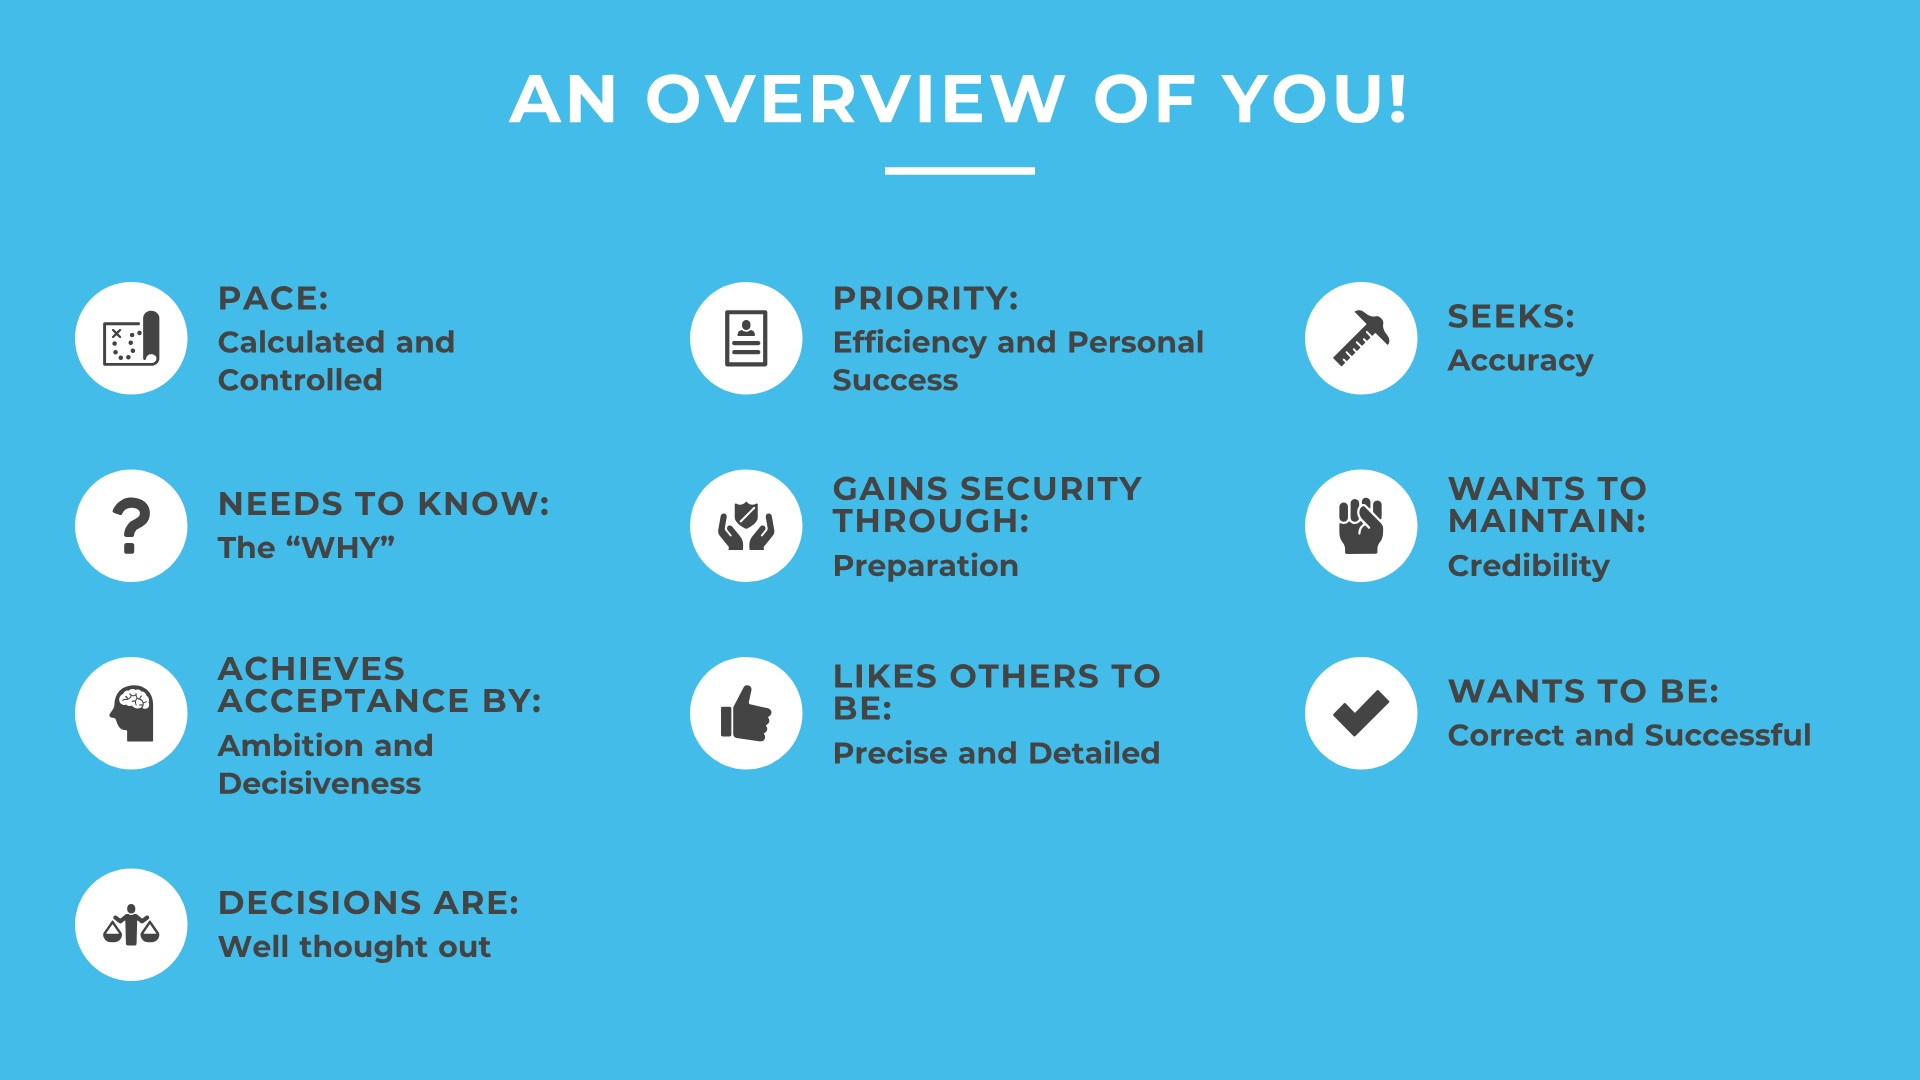 AN OVERVIEW OF YOU!
PACE:
Calculated and
Controlled
PRIORITY:
Efficiency and Personal
Success
SEEKS:
Accuracy
NEEDS TO KNOW:
The “WHY”
GAINS SECURITY
THROUGH:
Preparation
WANTS TO
MAINTAIN:
Credibility
ACHIEVES
ACCEPTANCE BY:
Ambition and
Decisiveness
LIKES OTHERS TO
BE:
Precise and Detailed
WANTS TO BE:
Correct and Successful
DECISIONS ARE:
Well thought out